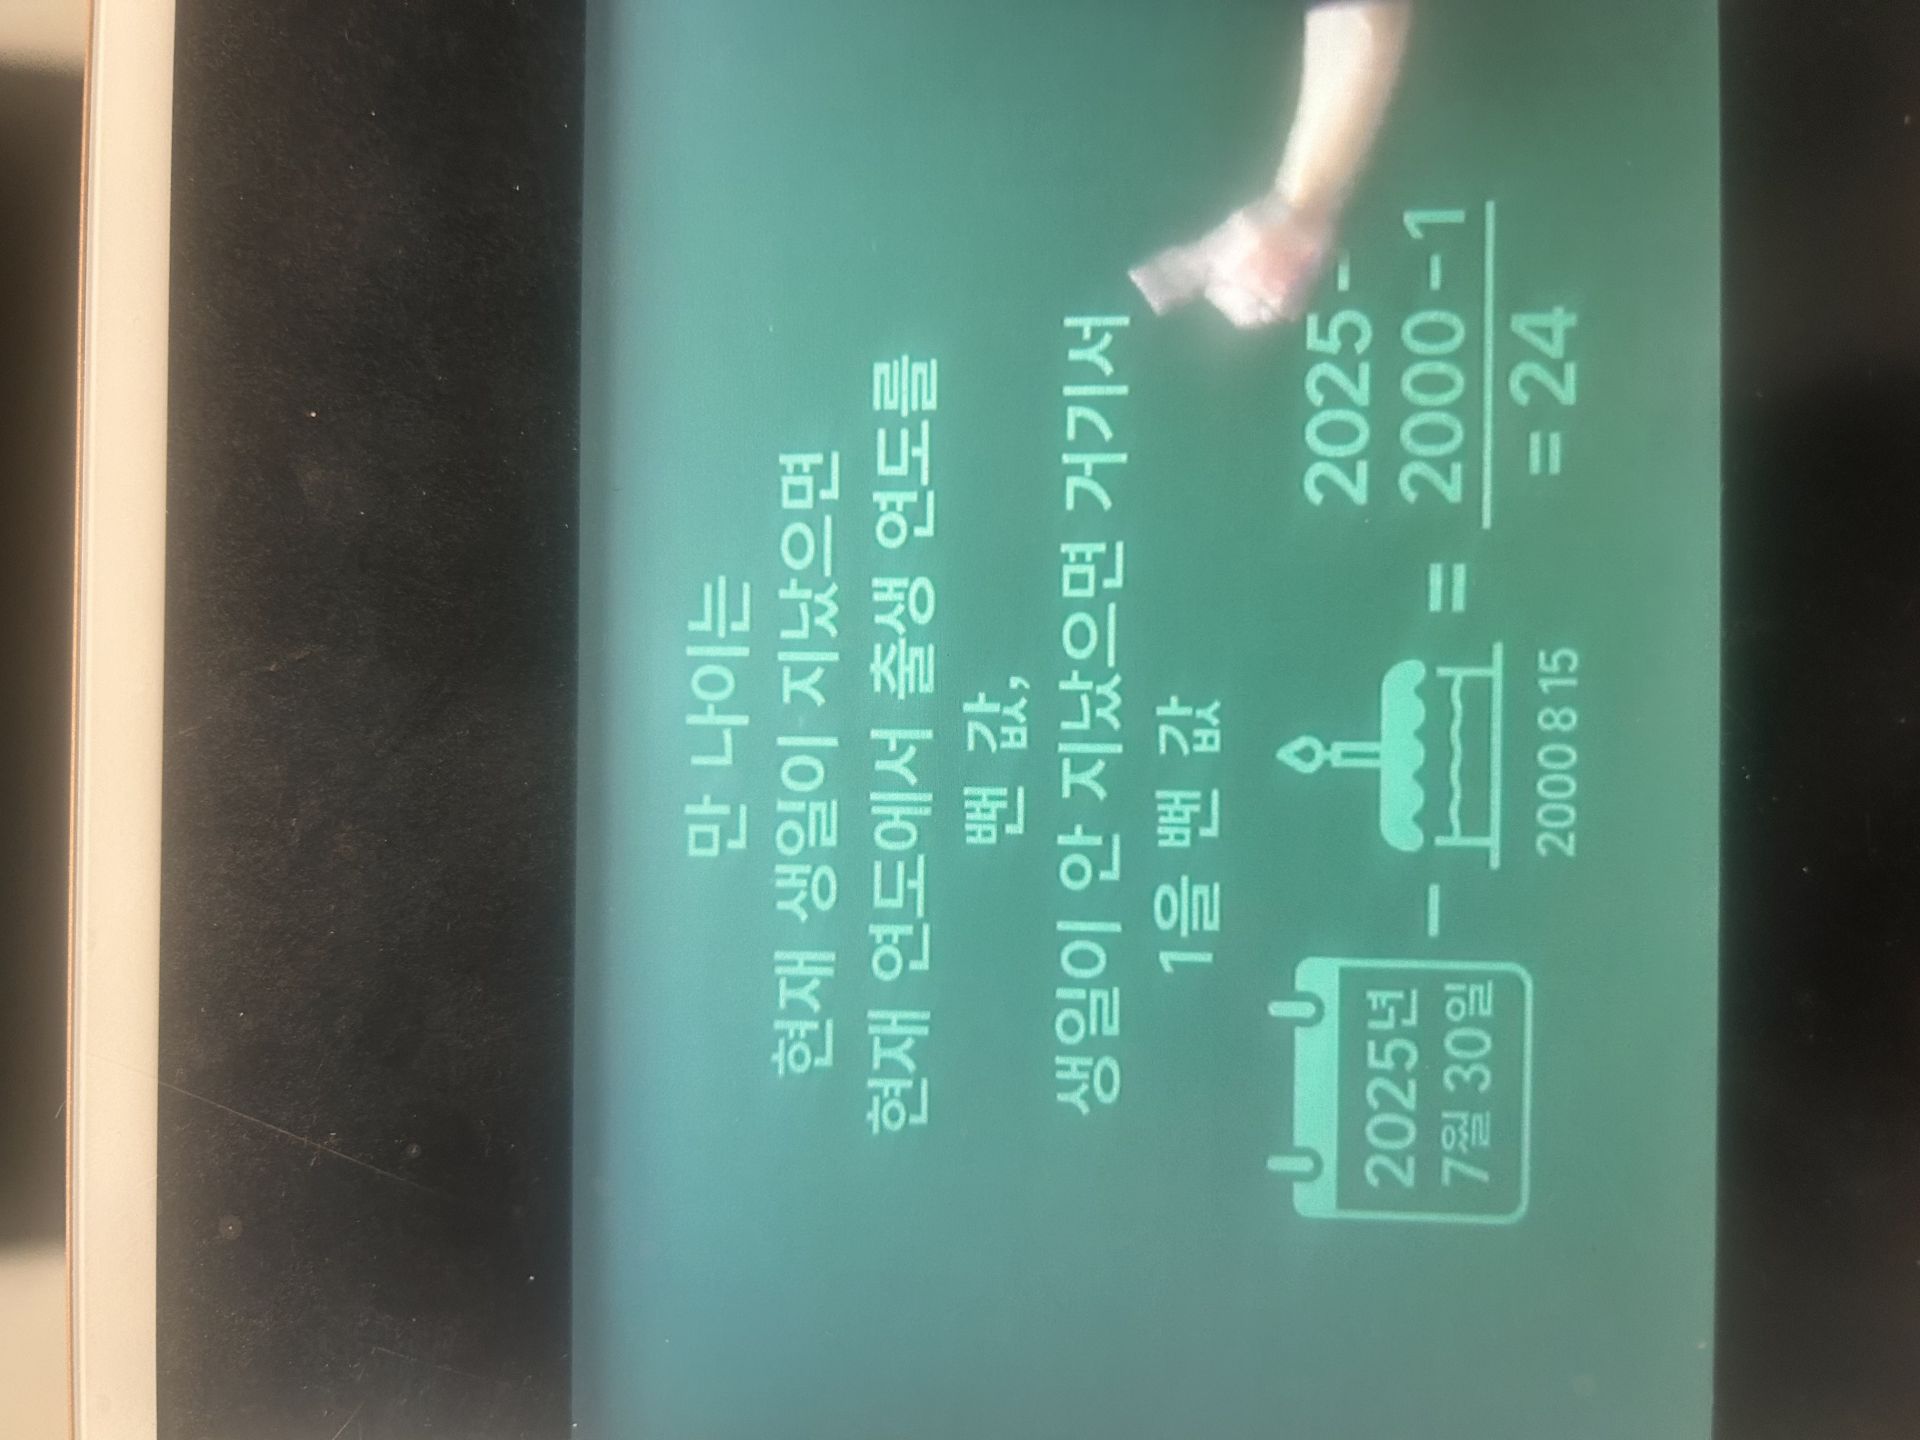 만 나이는
현재 생일이 지났으면
현재 연도에서 출생 연도를
뺀 값,
생일이 안 지났으면 거기서
1을 뺀 값
2025년
7월 30일
−
2000 8 15
=
2025 -
2000 -1
= 24